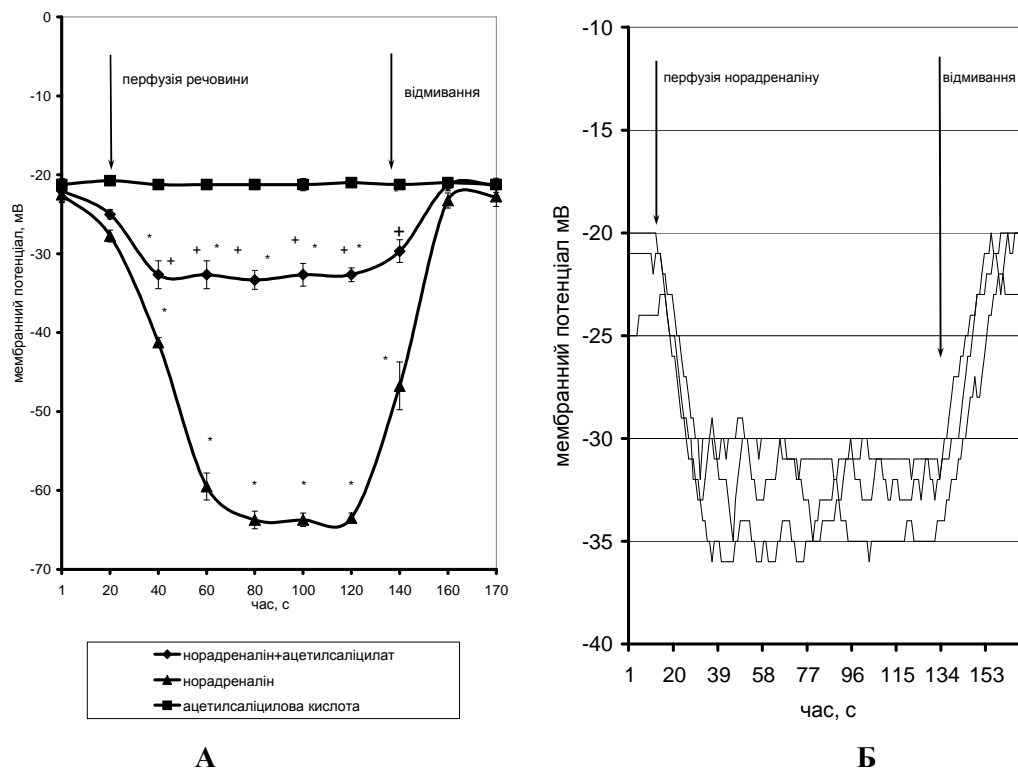 0
-10
-20
-30
-40
-50
-60
-70
мембранний потенціал, мВ
перфузія речовини
відмивання
* + + * + * + * + * +
* * * * * *
1 20 40 60 80 100 120 140 160 170
час, с
норадреналін+ацетилсаліцилат
норадреналін
ацетилсаліцилова кислота
А
-10
-15
-20
-25
-30
-35
-40
мембранний потенціал мВ
перфузія норадреналіну
відмивання
1 20 39 58 77 96 115 134 153
час, с
Б